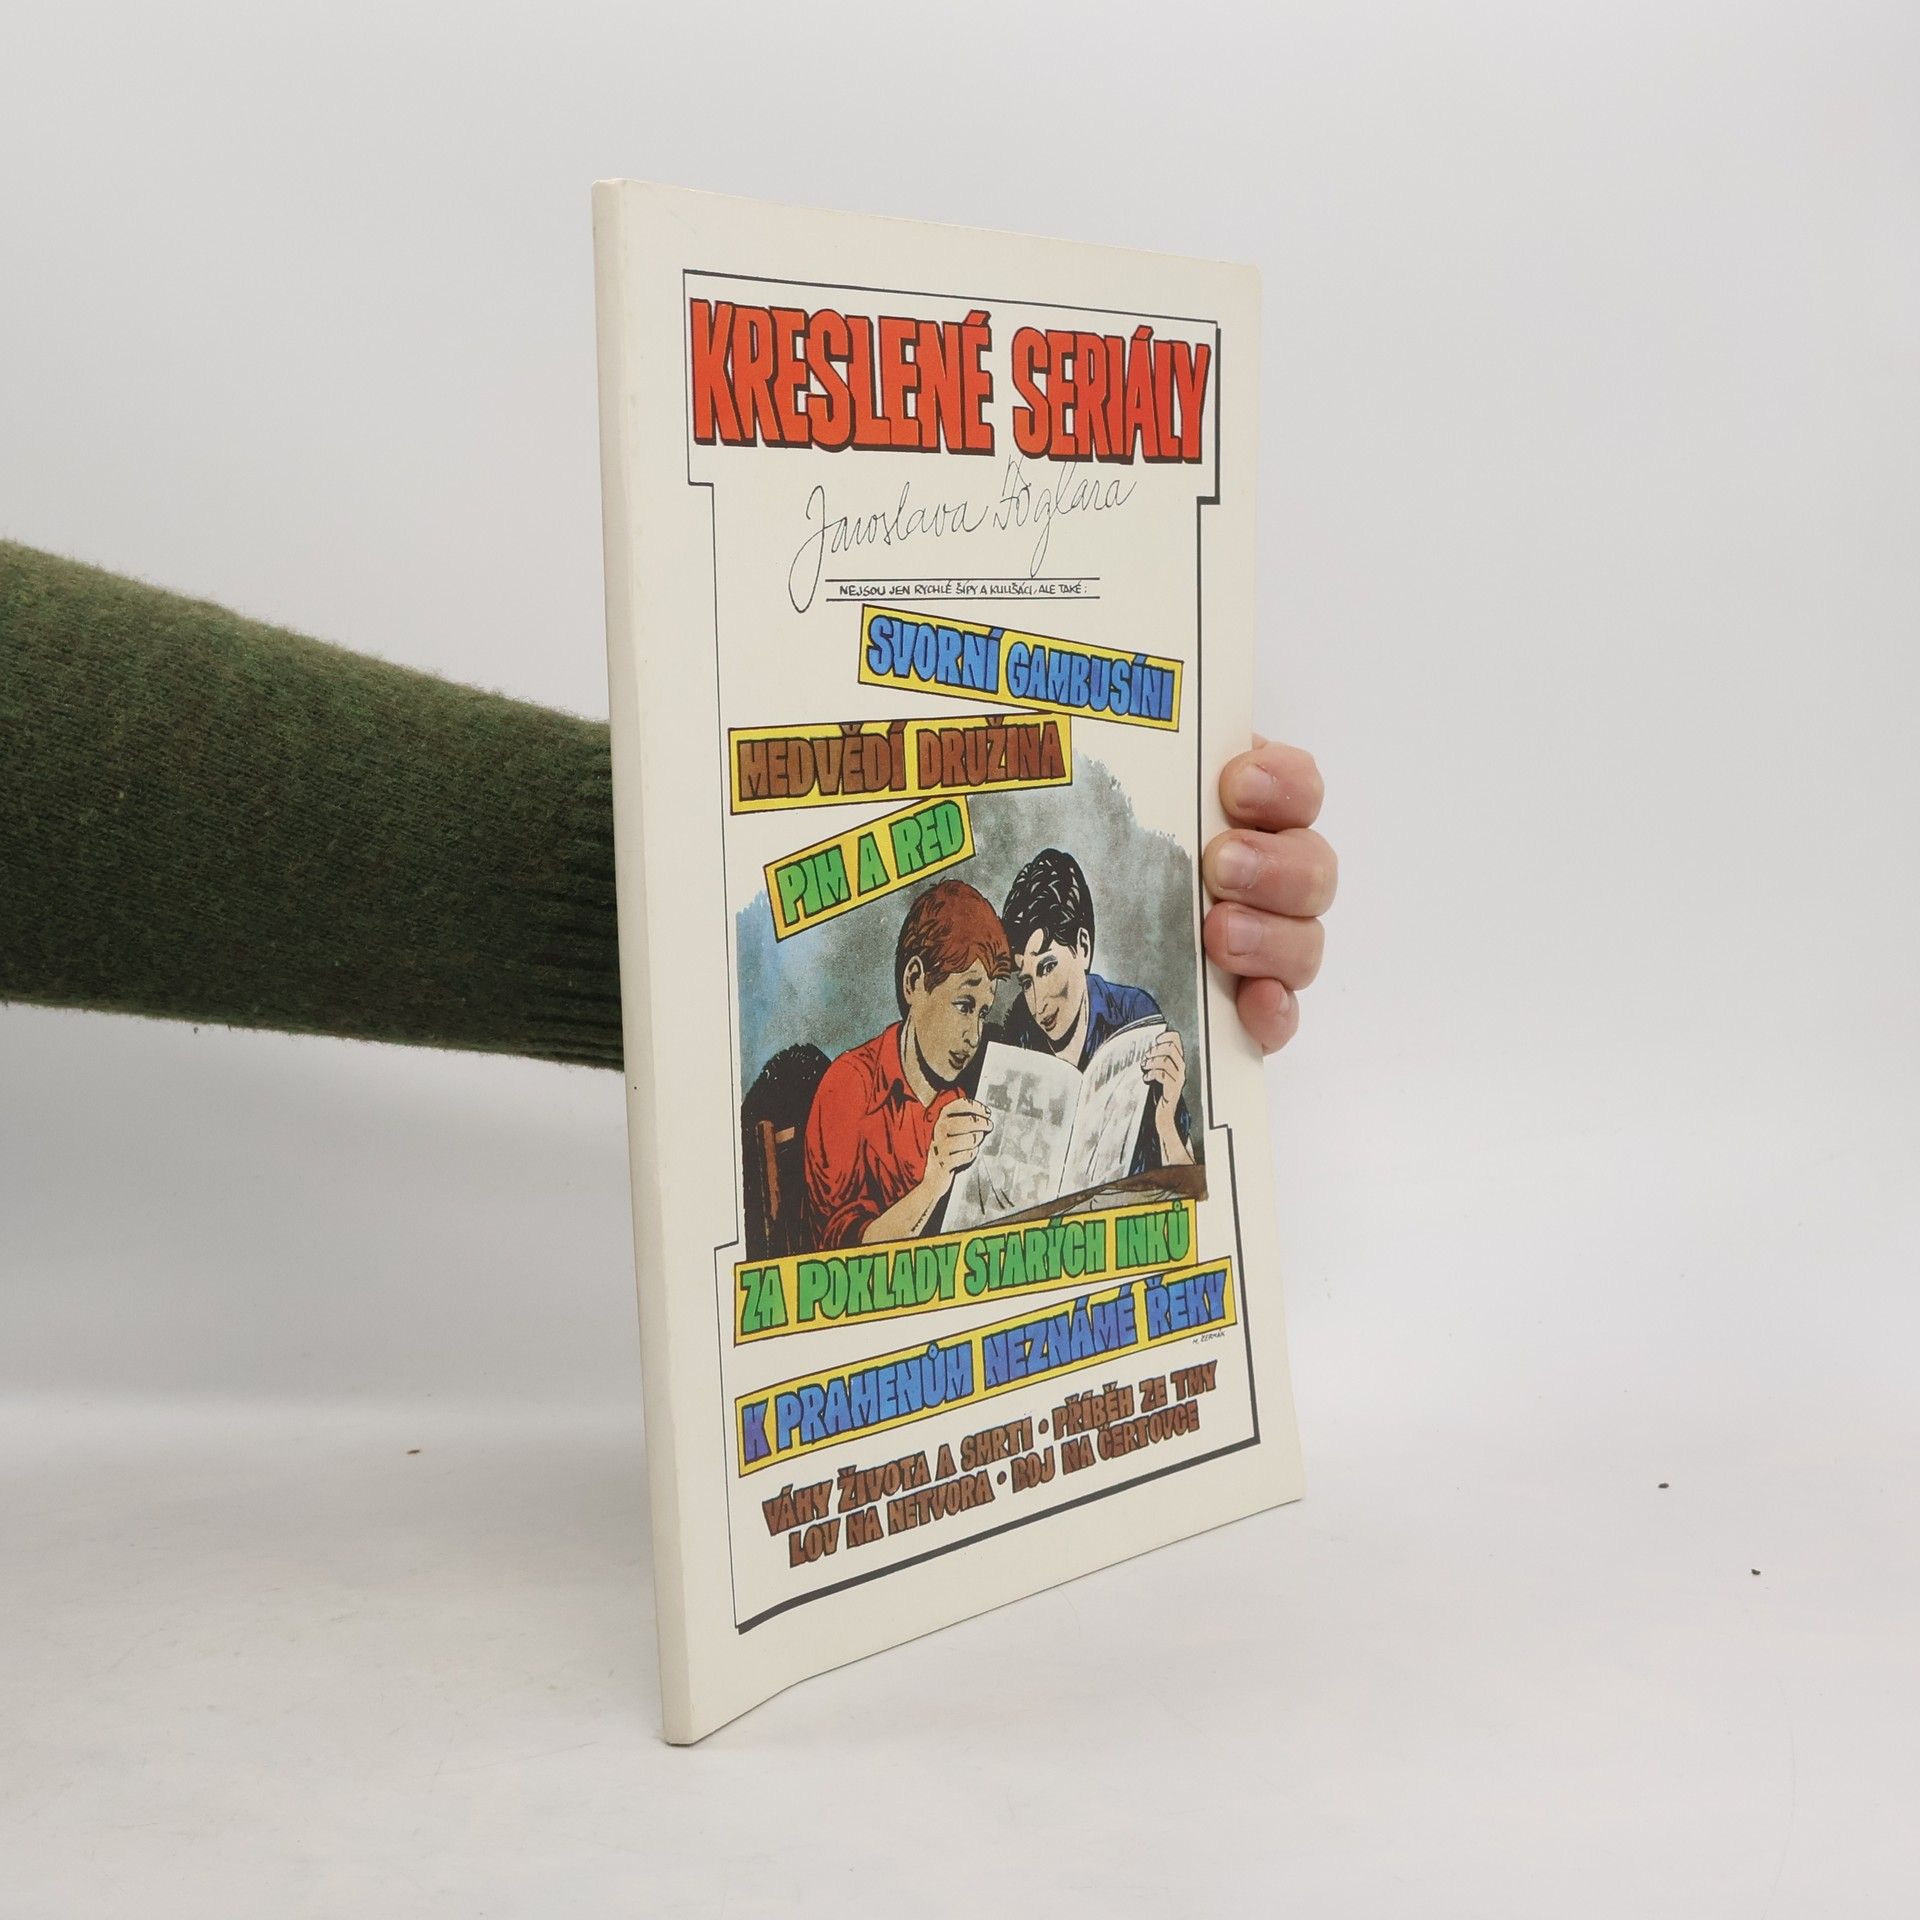 KRESLENÉ SERIÁLY
Jaroslava Foglara
NEJSOU JEN RYCHLÉ ŠÍPY A KULIŠÁCI, ALE TAKÉ:
SVORNÍ GAMBUSÍNI
MEDVĚDÍ DRUŽINA
PIM A RED
ZA POKLADY STARÝCH INKŮ
K PRAMENŮM NEZNÁMÉ ŘEKY
M. ČERMÁK
VÁHY ŽIVOTA A SMRTI • PŘÍBĚH ZE TMY
LOV NA NETVORA • BOJ NA ČERTOVCE